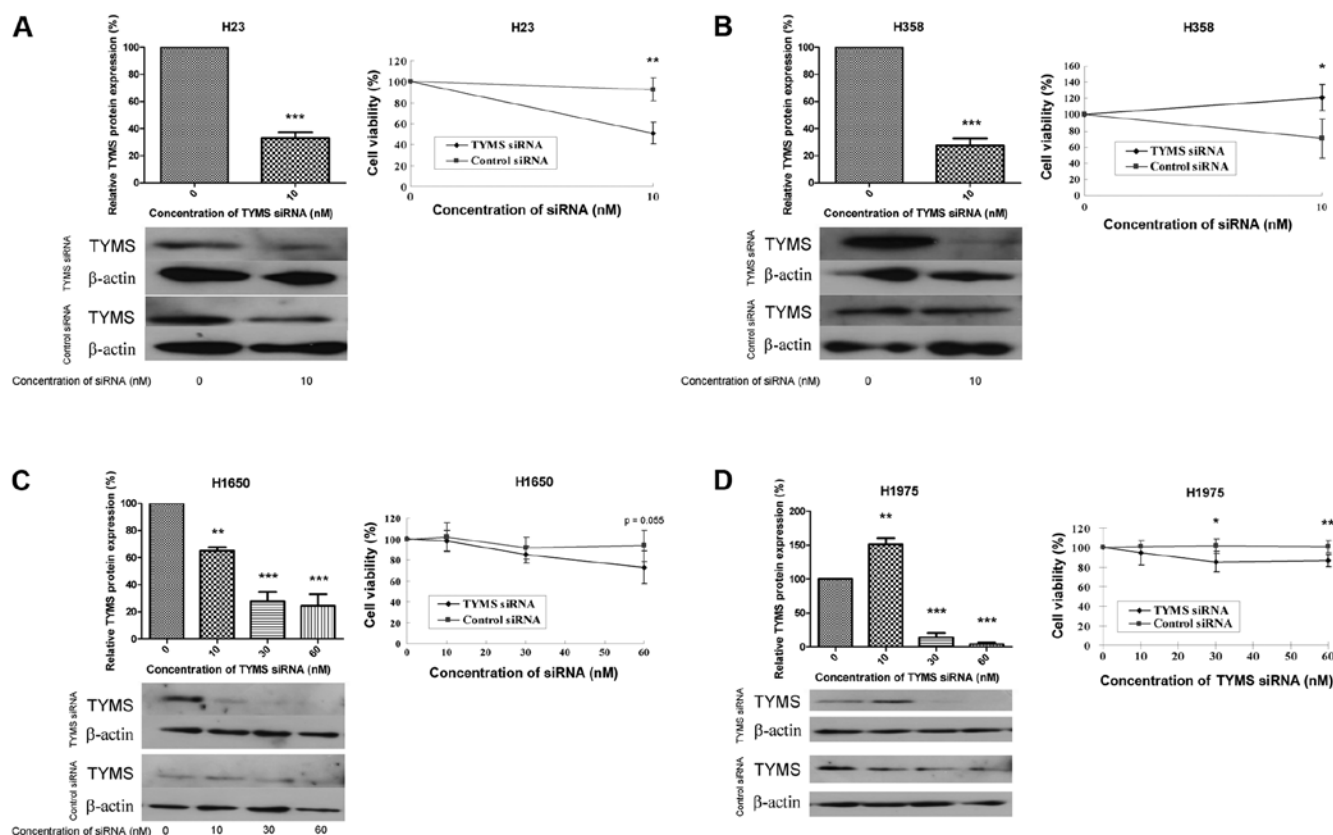 A
H23
Relative TYMS protein expression (%)
100
80
60
40
20
0
***
0
10
Concentration of TYMS siRNA (nM)
H23
Cell viability (%)
120
100
80
60
40
20
0
**
TYMS siRNA
Control siRNA
0
10
Concentration of siRNA (nM)
TYMS siRNA
TYMS
β-actin
Control siRNA
TYMS
β-actin
Concentration of siRNA (nM) 0 10
B
H358
Relative TYMS protein expression (%)
100
80
60
40
20
0
***
0
10
Concentration of TYMS siRNA (nM)
H358
Cell viability (%)
160
140
120
100
80
60
40
20
0
*
TYMS siRNA
Control siRNA
0
10
Concentration of siRNA (nM)
TYMS siRNA
TYMS
β-actin
Control siRNA
TYMS
β-actin
Concentration of siRNA (nM) 0 10
C
H1650
Relative TYMS protein expression (%)
100
80
60
40
20
0
**
***
***
0
10
30
60
Concentration of TYMS siRNA (nM)
H1650
Cell viability (%)
120
100
80
60
40
20
0
p = 0.055
TYMS siRNA
Control siRNA
0 10 20 30 40 50 60
Concentration of siRNA (nM)
TYMS siRNA
TYMS
β-actin
Control siRNA
TYMS
β-actin
Concentration of siRNA (nM) 0 10 30 60
D
H1975
Relative TYMS protein expression (%)
200
150
100
50
0
**
***
***
0
10
30
60
Concentration of TYMS siRNA (nM)
H1975
Cell viability (%)
140
120
100
80
60
40
20
0
*
**
TYMS siRNA
Control siRNA
0 10 20 30 40 50 60
Concentration of TYMS siRNA (nM)
TYMS siRNA
TYMS
β-actin
Control siRNA
TYMS
β-actin